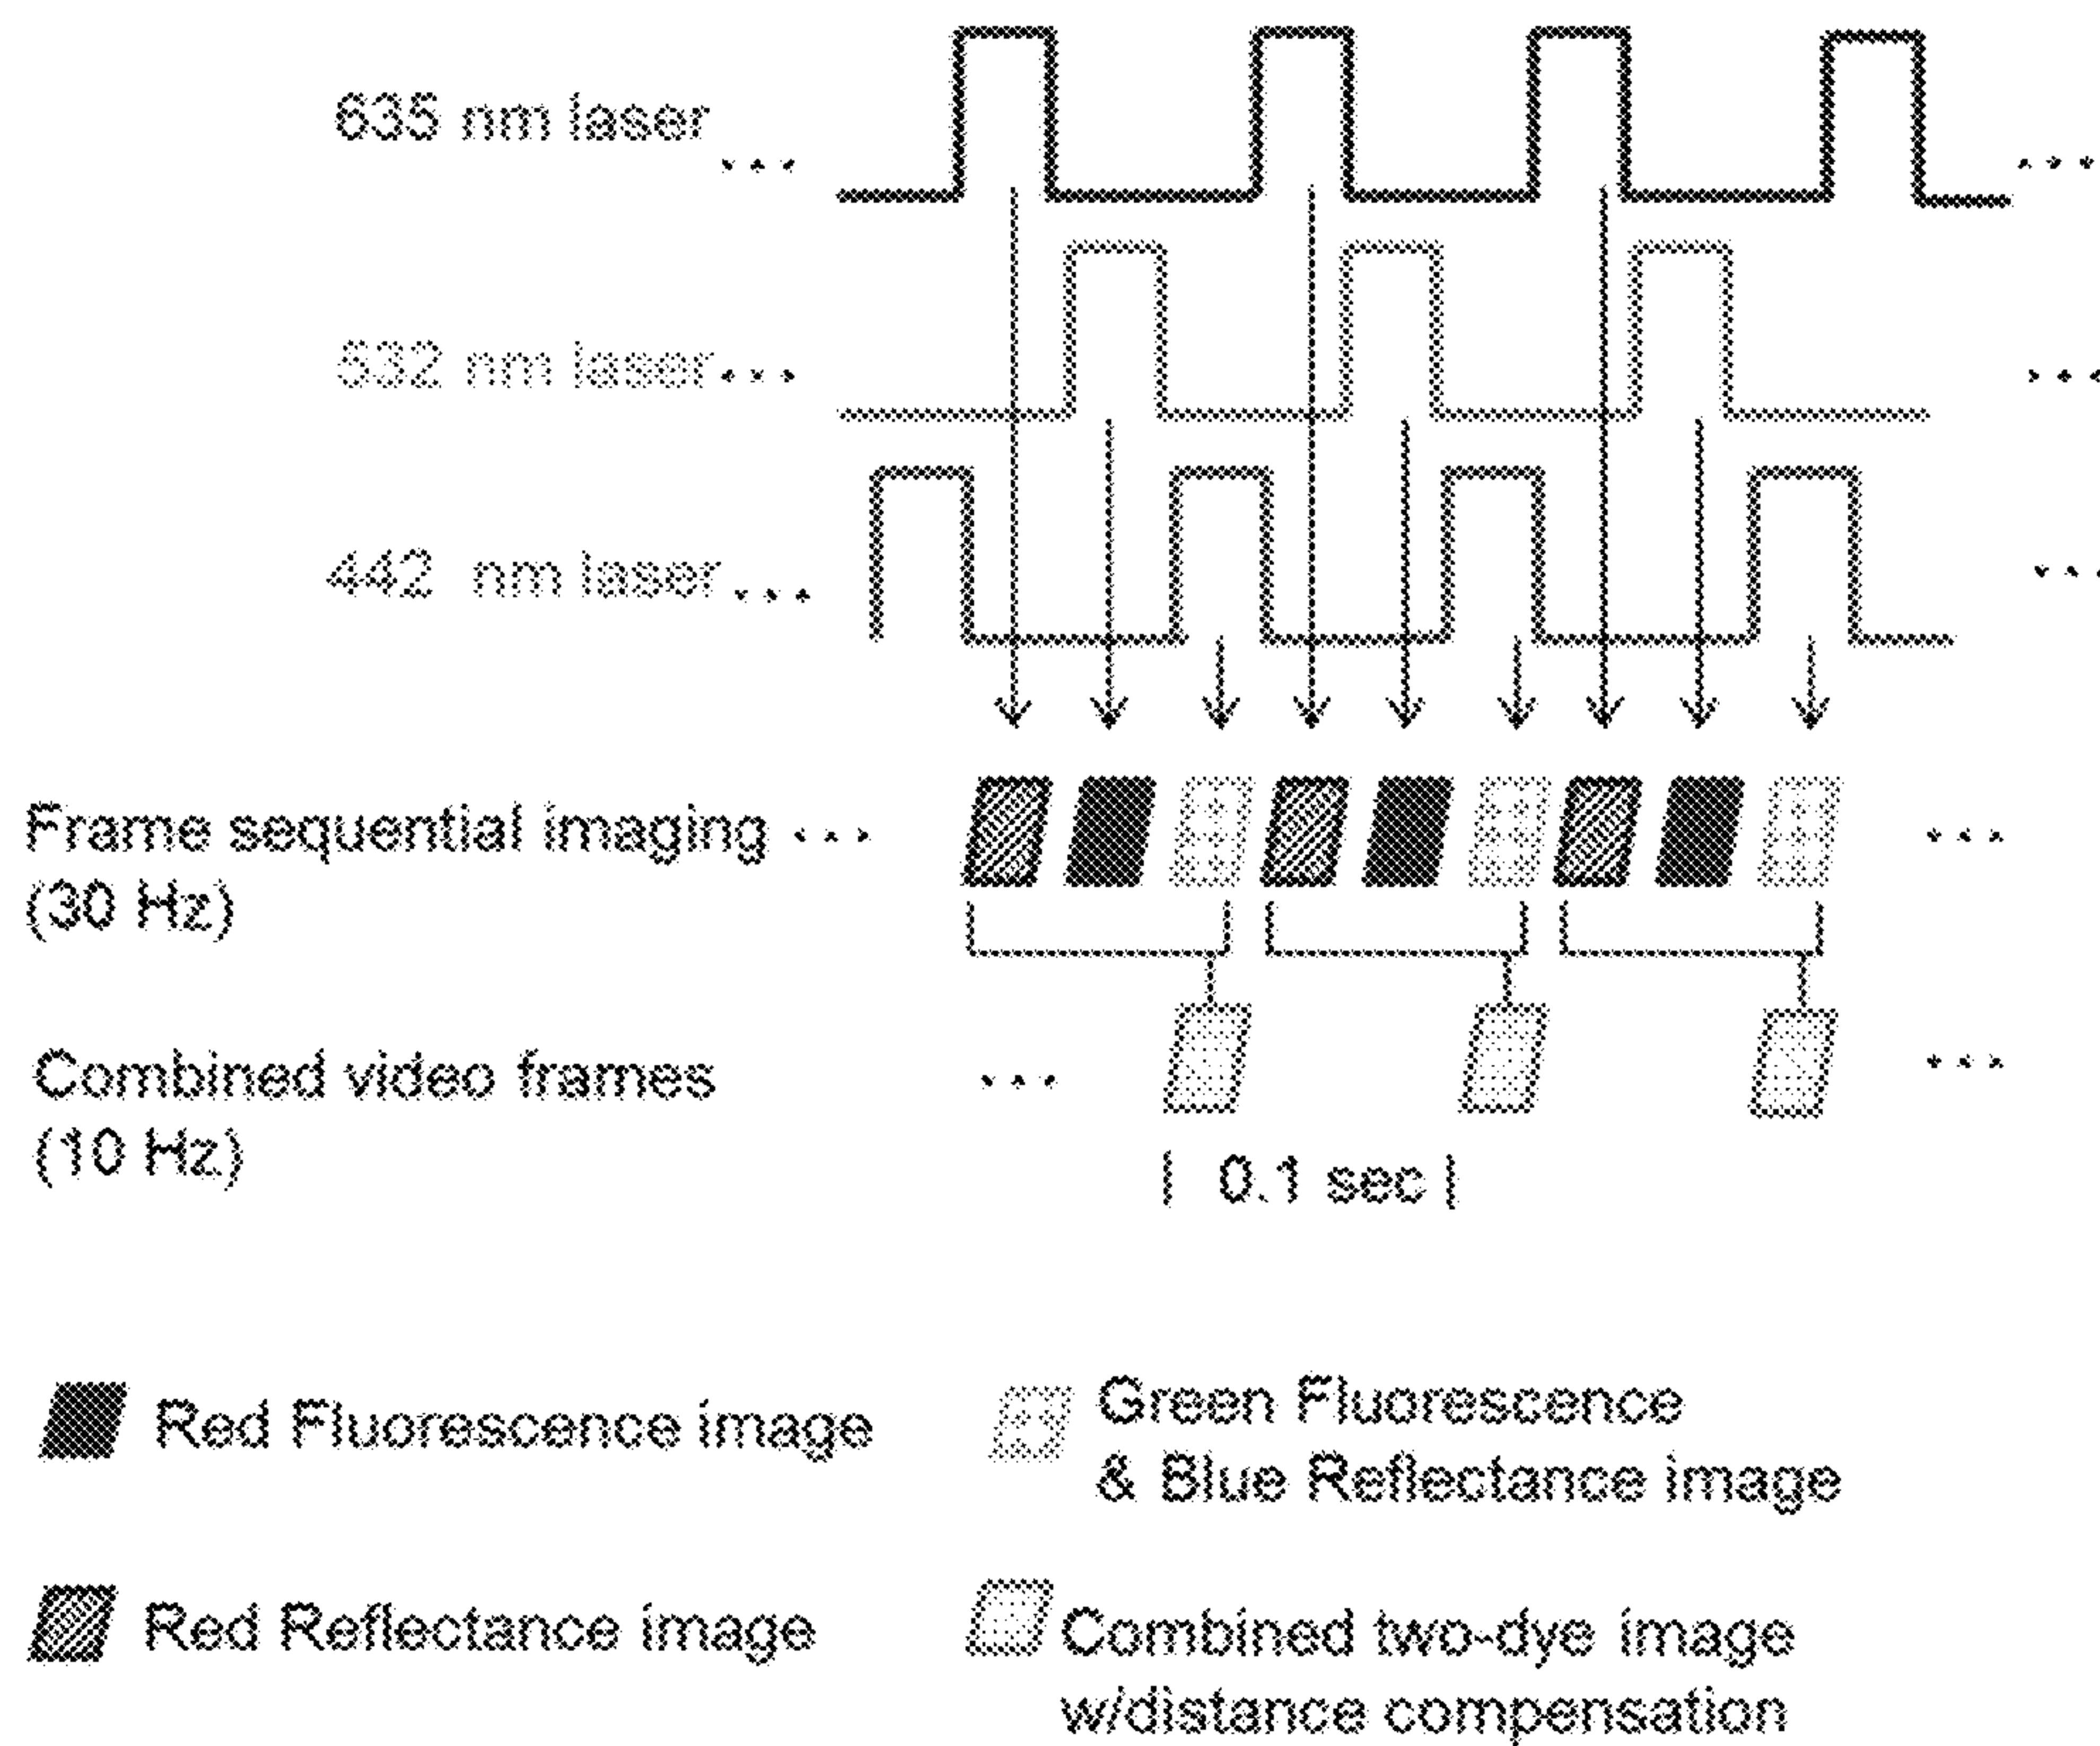 635 nm laser ...
532 nm laser... ...
442 nm laser... ...
Frame sequential imaging ... ...
(30 Hz)
Combined video frames ... ...
(10 Hz)
| 0.1 sec |
Red Fluorescence image
Green Fluorescence
& Blue Reflectance image
Red Reflectance image
Combined two-dye image
w/distance compensation